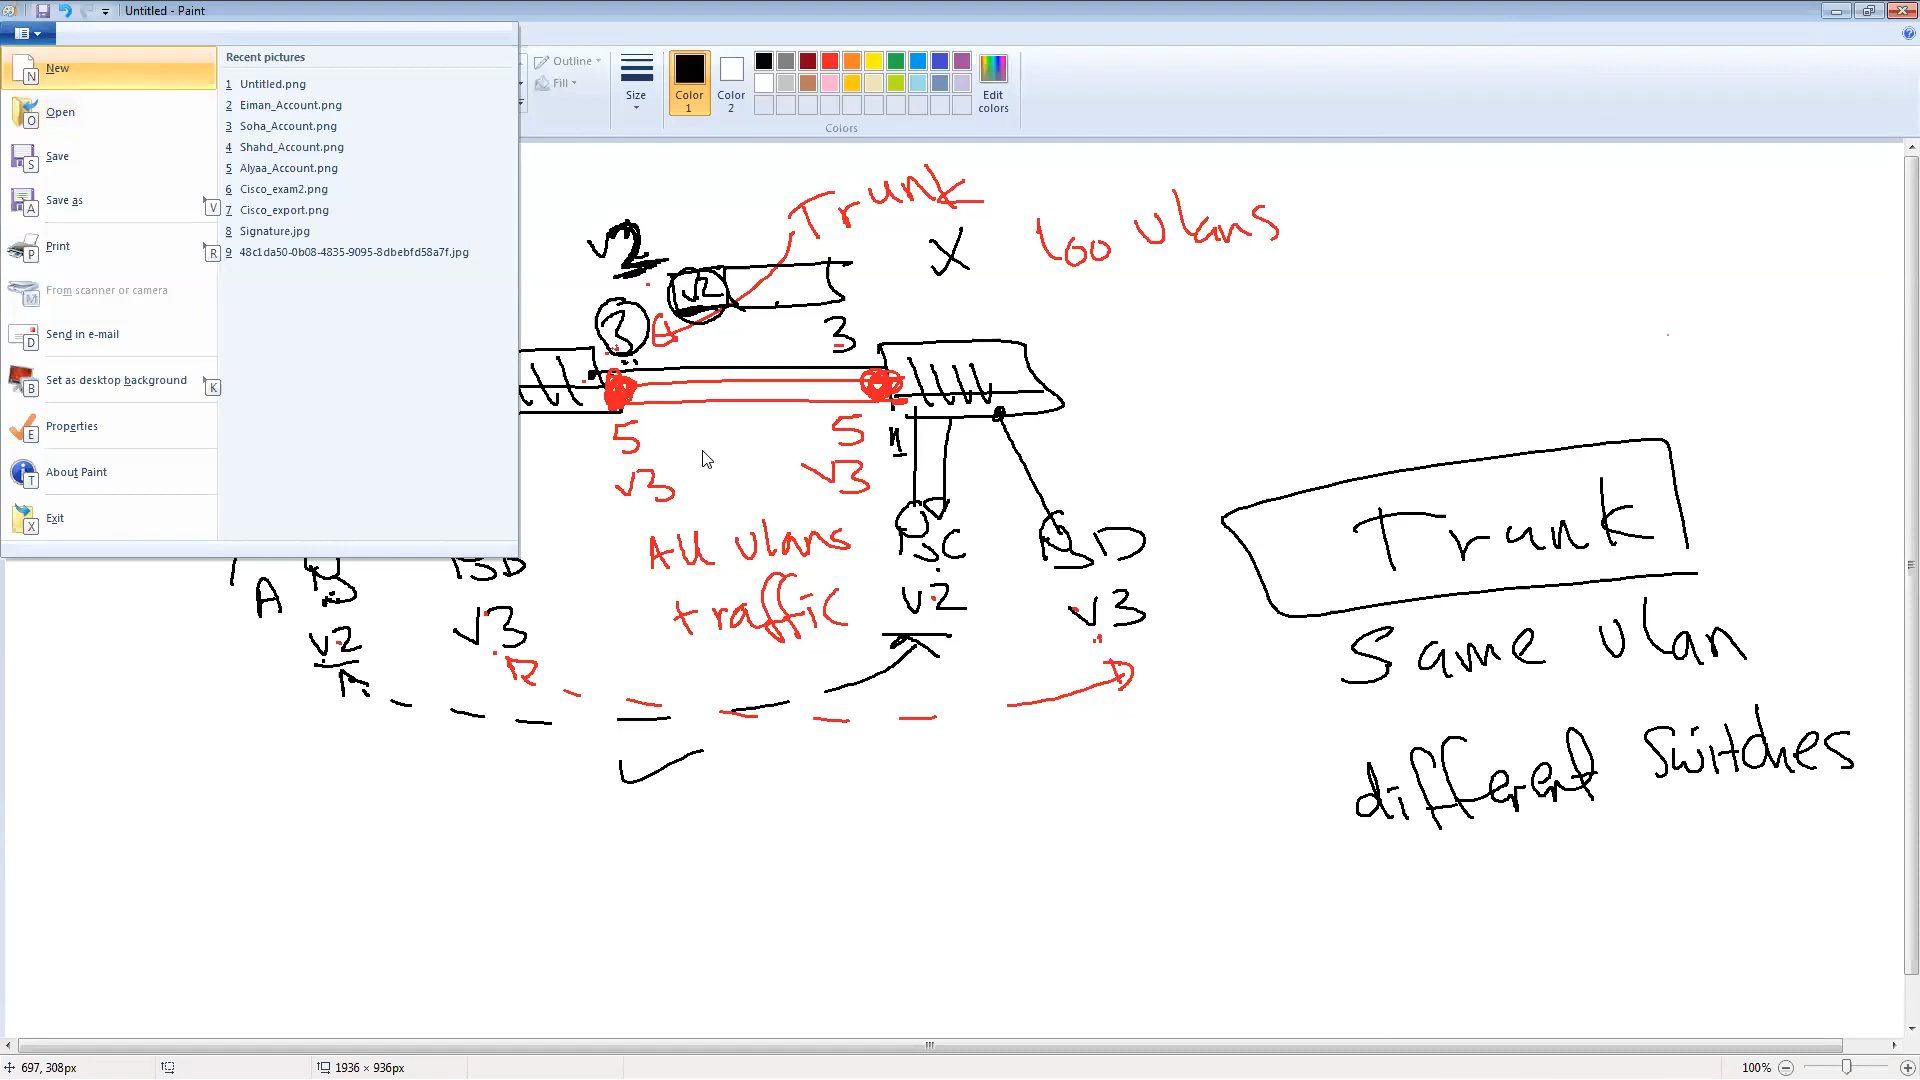 Untitled - Paint
New
Open
Save
Save as
Print
From scanner or camera
Send in e-mail
Set as desktop background
Properties
About Paint
Exit
N
O
S
A
V
P
R
M
D
B
K
E
T
X
Recent pictures
1 Untitled.png
2 Eiman_Account.png
3 Soha_Account.png
4 Shahd_Account.png
5 Alyaa_Account.png
6 Cisco_exam2.png
7 Cisco_export.png
8 Signature.jpg
9 48c1da50-0b08-4835-9095-8dbebfd58a7f.jpg
Outline
Fill
Size
Color 1
Color 2
Edit colors
Colors
Trunk
100 vlans
v2
X
v2
3
3
5
5
v3
v3
All vlans
traffic
A
v2
v3
v2
D
v3
Trunk
Same vlan
different Switches
697, 308px
1936 × 936px
100%